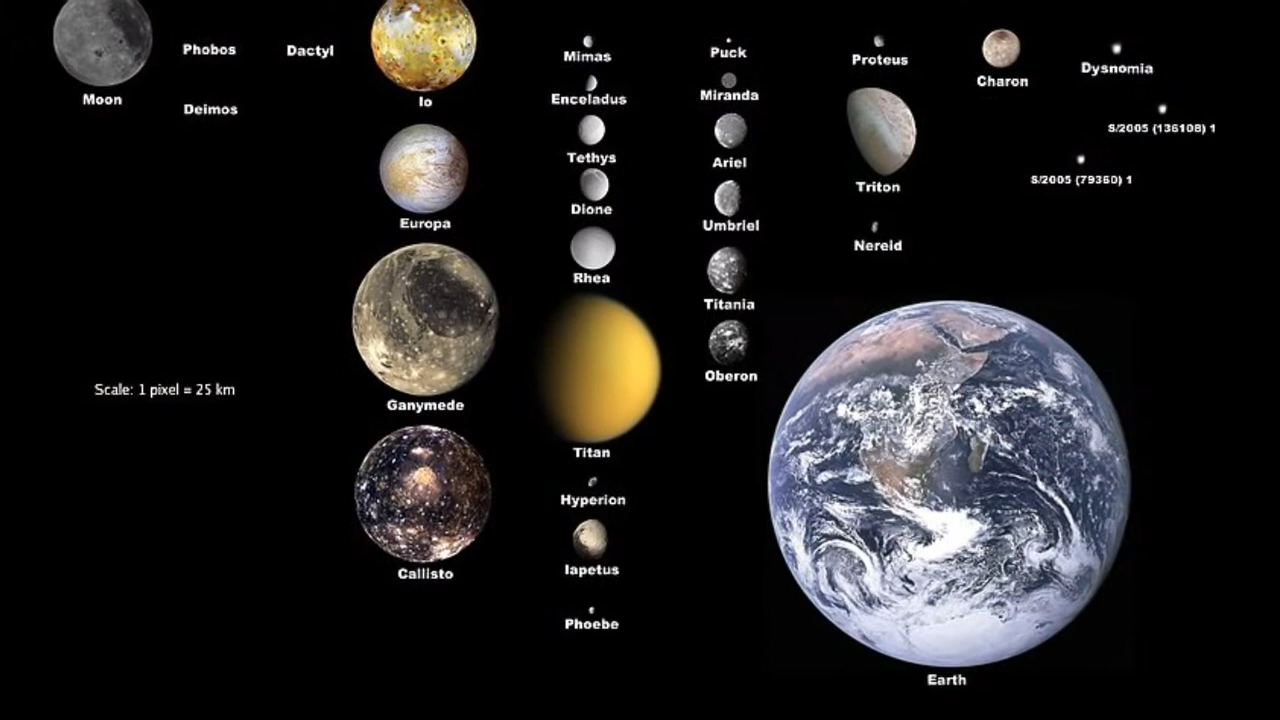 Moon
Phobos
Deimos
Dactyl
Io
Europa
Ganymede
Callisto
Mimas
Enceladus
Tethys
Dione
Rhea
Titan
Hyperion
Iapetus
Phoebe
Puck
Miranda
Ariel
Umbriel
Titania
Oberon
Proteus
Triton
Nereid
Charon
Dysnomia
S/2005 (136108) 1
S/2005 (79360) 1
Scale: 1 pixel = 25 km
Earth